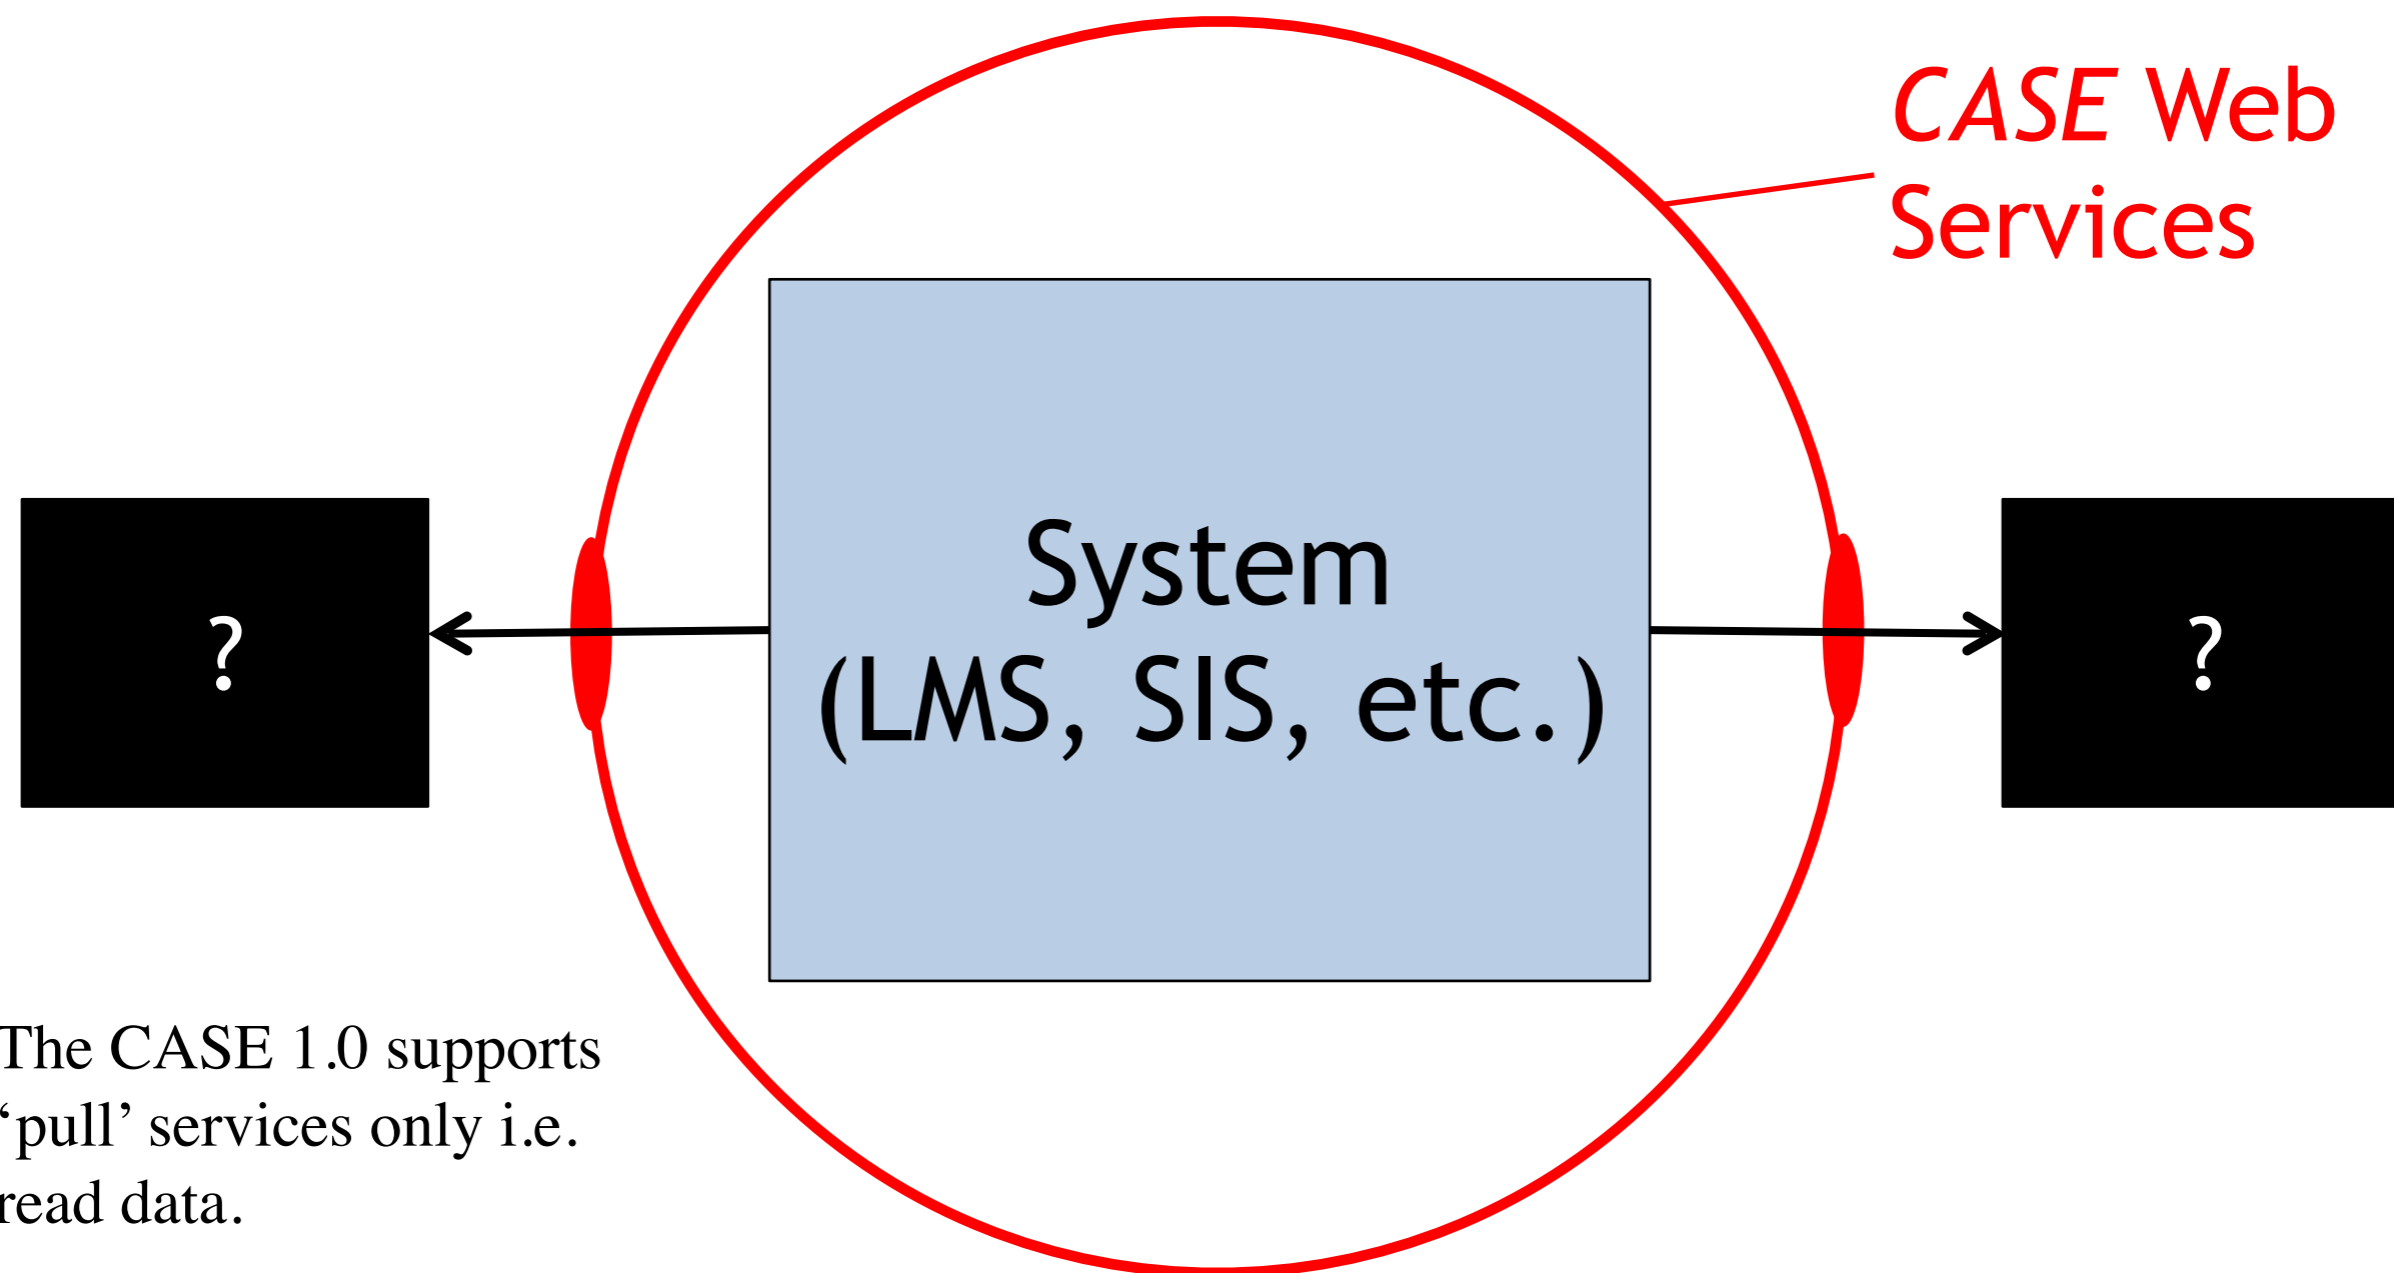 CASE Web
Services
System
(LMS, SIS, etc.)
?
?
The CASE 1.0 supports
‘pull’ services only i.e.
read data.